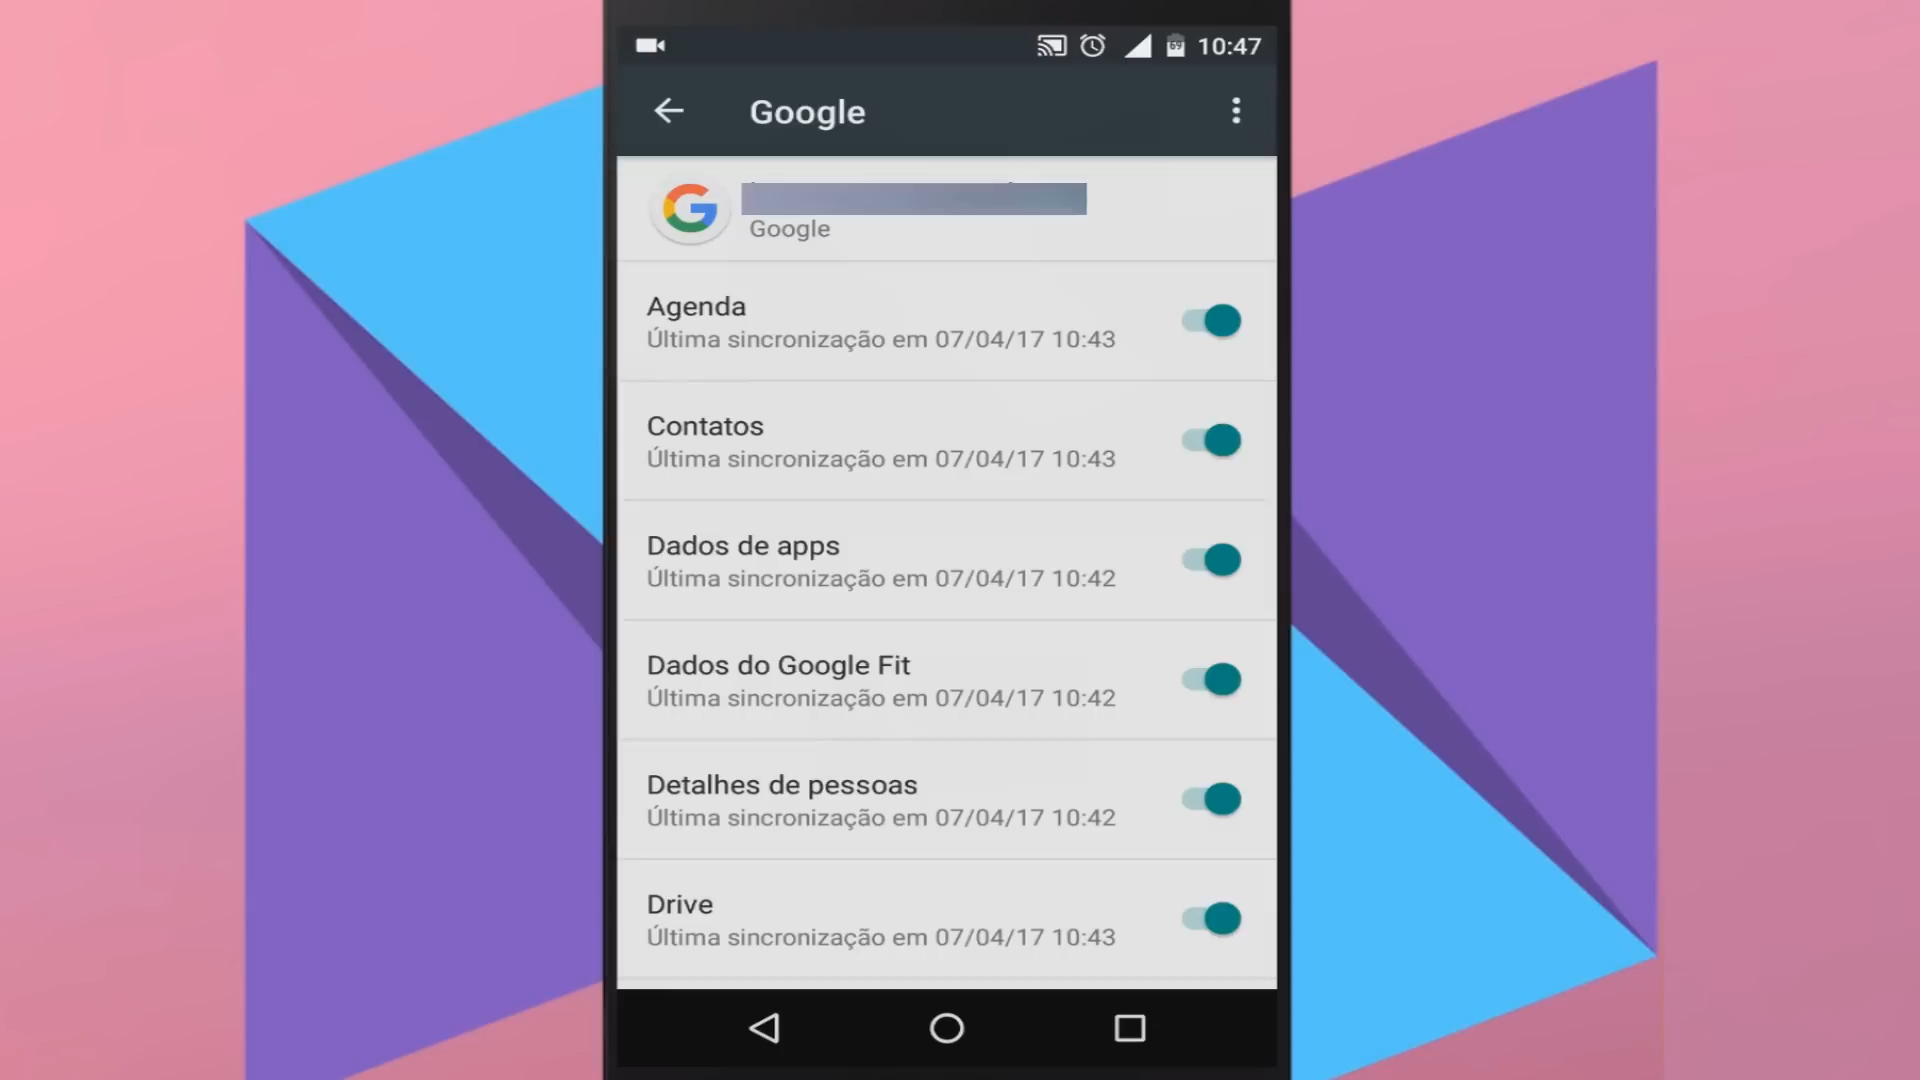 69 10:47
Google
Google
Agenda
Última sincronização em 07/04/17 10:43
Contatos
Última sincronização em 07/04/17 10:43
Dados de apps
Última sincronização em 07/04/17 10:42
Dados do Google Fit
Última sincronização em 07/04/17 10:42
Detalhes de pessoas
Última sincronização em 07/04/17 10:42
Drive
Última sincronização em 07/04/17 10:43